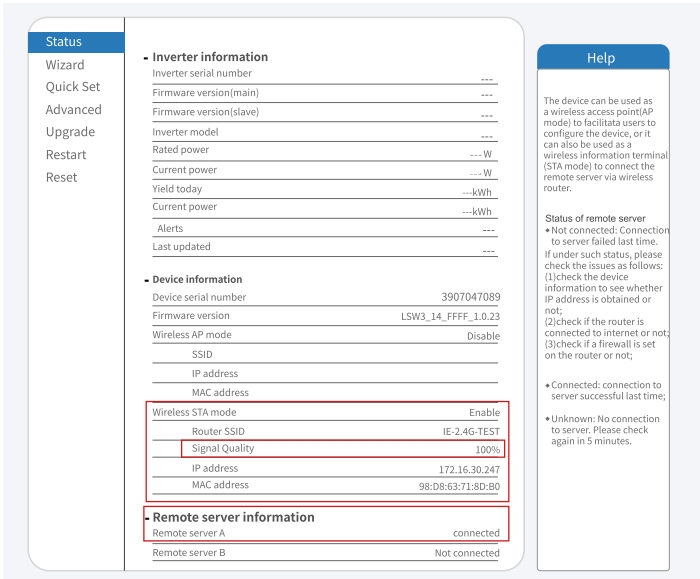 Status
Wizard
Quick Set
Advanced
Upgrade
Restart
Reset
- Inverter information
Inverter serial number ---
Firmware version(main) ---
Firmware version(slave) ---
Inverter model ---
Rated power --- W
Current power --- W
Yield today ---kWh
Current power ---kWh
Alerts ---
Last updated ---
- Device information
Device serial number 3907047089
Firmware version LSW3_14_FFFF_1.0.23
Wireless AP mode Disable
SSID
IP address
MAC address
Wireless STA mode Enable
Router SSID IE-2.4G-TEST
Signal Quality 100%
IP address 172.16.30.247
MAC address 98:D8:63:71:8D:B0
- Remote server information
Remote server A connected
Remote server B Not connected
Help
The device can be used as
a wireless access point(AP
mode) to facilitata users to
configure the device, or it
can also be used as a
wireless information terminal
(STA mode) to connect the
remote server via wireless
router.
Status of remote server
◆Not connected: Connection
to server failed last time.
If under such status, please
check the issues as follows:
(1)check the device
information to see whether
IP address is obtained or
not;
(2)check if the router is
connected to internet or not;
(3)check if a firewall is set
on the router or not;
◆Connected: connection to
server successful last time;
◆Unknown: No connection
to server. Please check
again in 5 minutes.